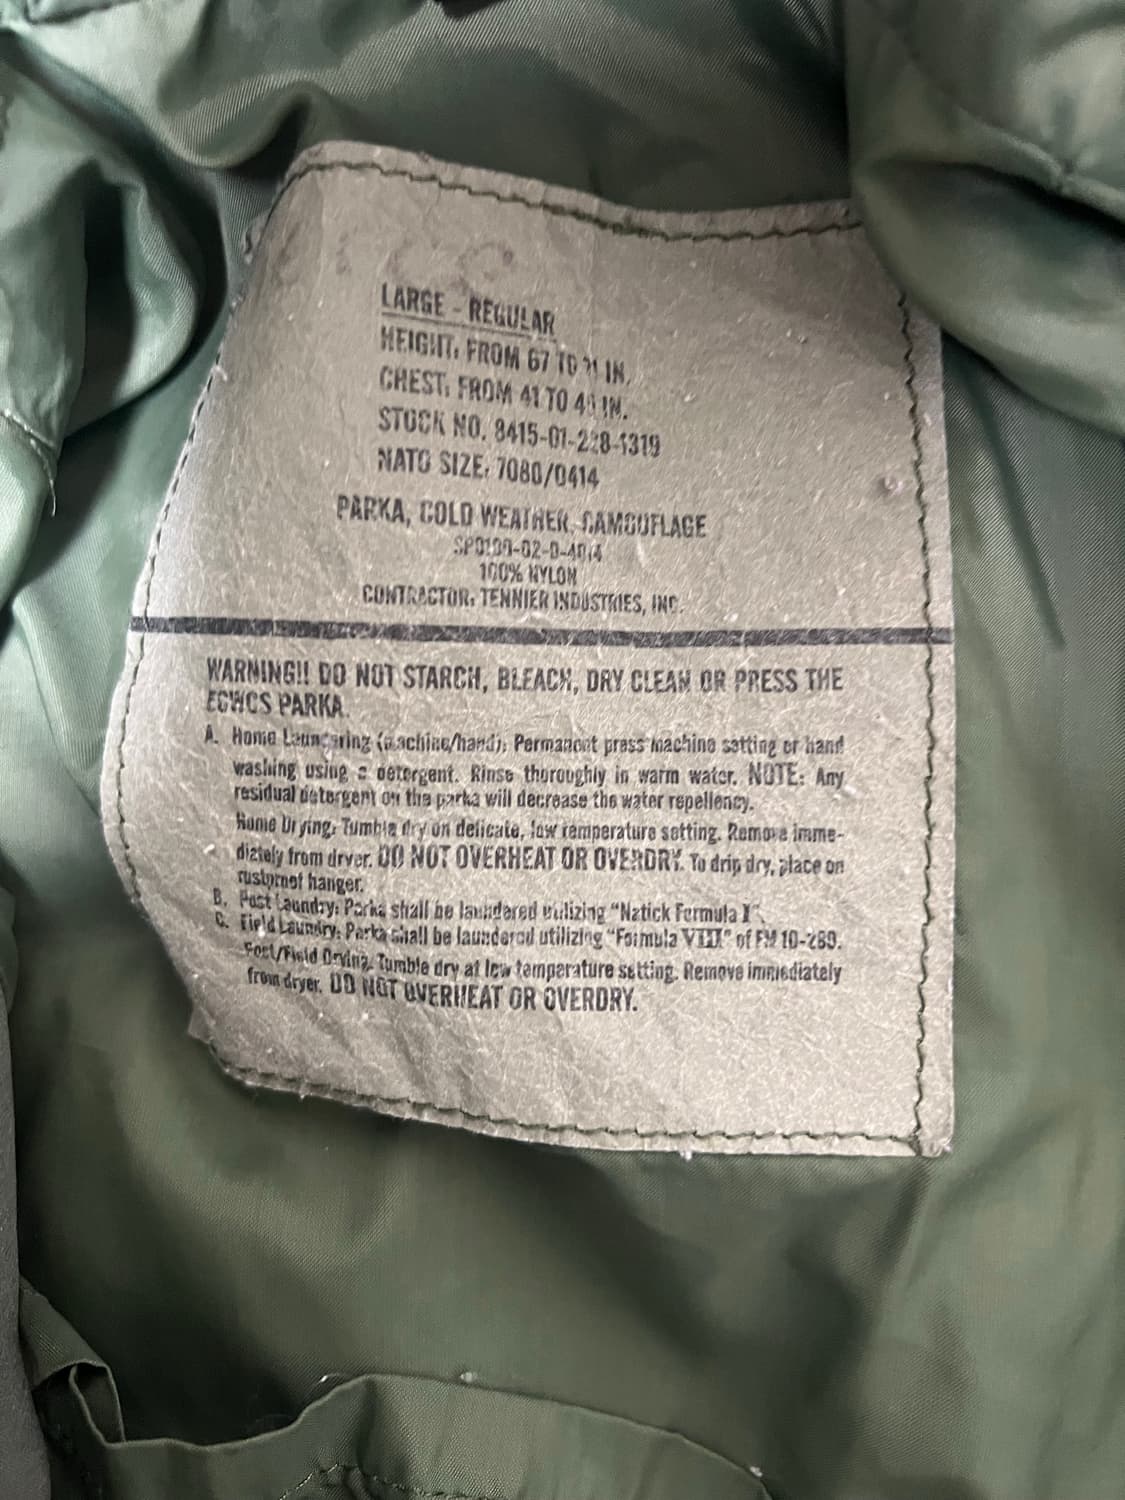 LARGE - REGULAR
HEIGHT: FROM 67 TO 71 IN.
CHEST: FROM 41 TO IN.
STOCK NO. 8415-01-228-1319
NATO SIZE: 7080/0414
PARKA, COLD WEATHER, CAMOUFLAGE
100% NYLON
CONTRACTOR: TENNIER INDUSTRIES, INC.
WARNING!! DO NOT STARCH, BLEACH, DRY CLEAN OR PRESS THE
ECWCS PARKA.
A. Home Laundering (machine/hand): Permanent press machine setting or hand
washing using a detergent. Rinse thoroughly in warm water. NOTE: Any
residual detergent on the parka will decrease the water repellency.
Home Drying: Tumble dry on delicate, low temperature setting. Remove imme-
diately from dryer. DO NOT OVERHEAT OR OVERDRY. To drip dry, place on
rustproof hanger.
B. Post Laundry: Parka shall be laundered utilizing "Natick Formula I".
C. Field Laundry: Parka shall be laundered utilizing "Formula VIII" of FM 10-280.
Post/Field Drying: Tumble dry at low temperature setting. Remove immediately
from dryer. DO NOT OVERHEAT OR OVERDRY.